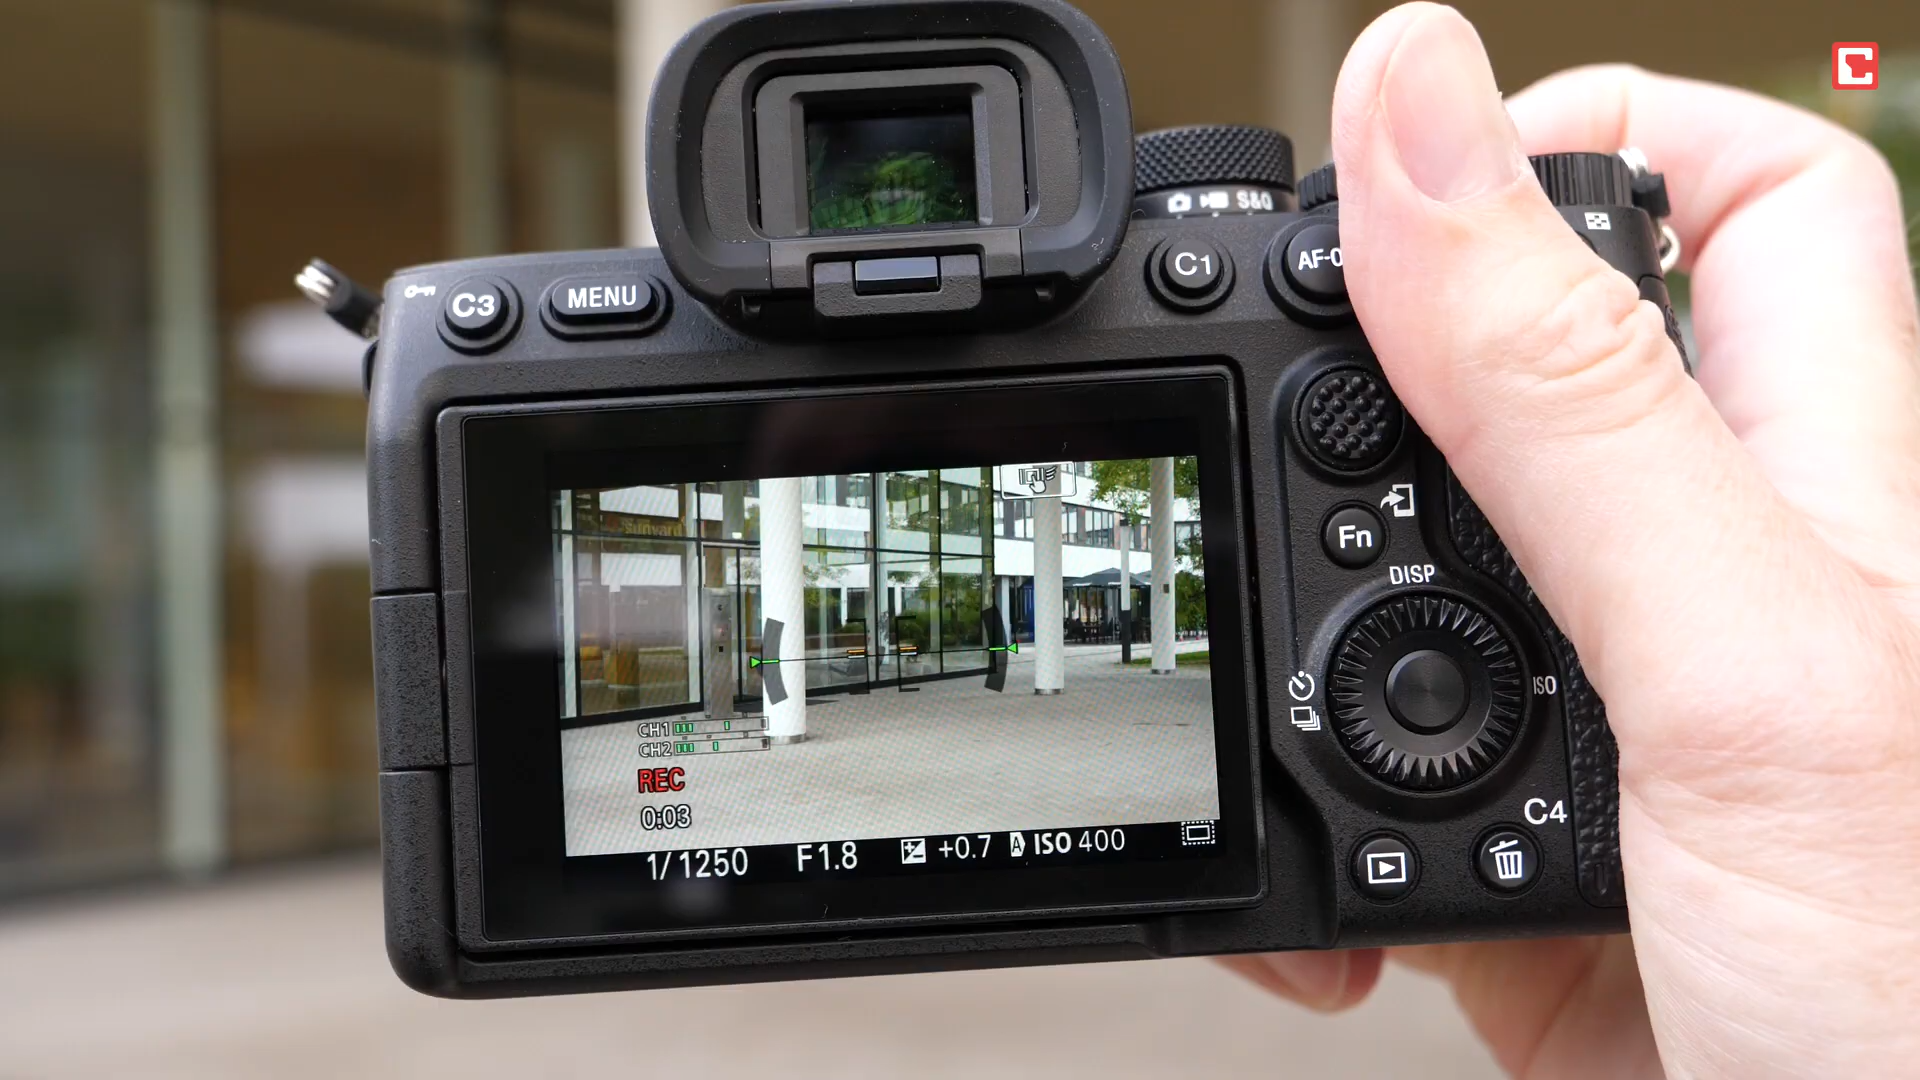 S&Q
C3
MENU
C1
AF-O
Fn
DISP
ISO
C4
Sunyard
CH1
CH2
REC
0:03
1/1250 F1.8 +0.7 A ISO 400